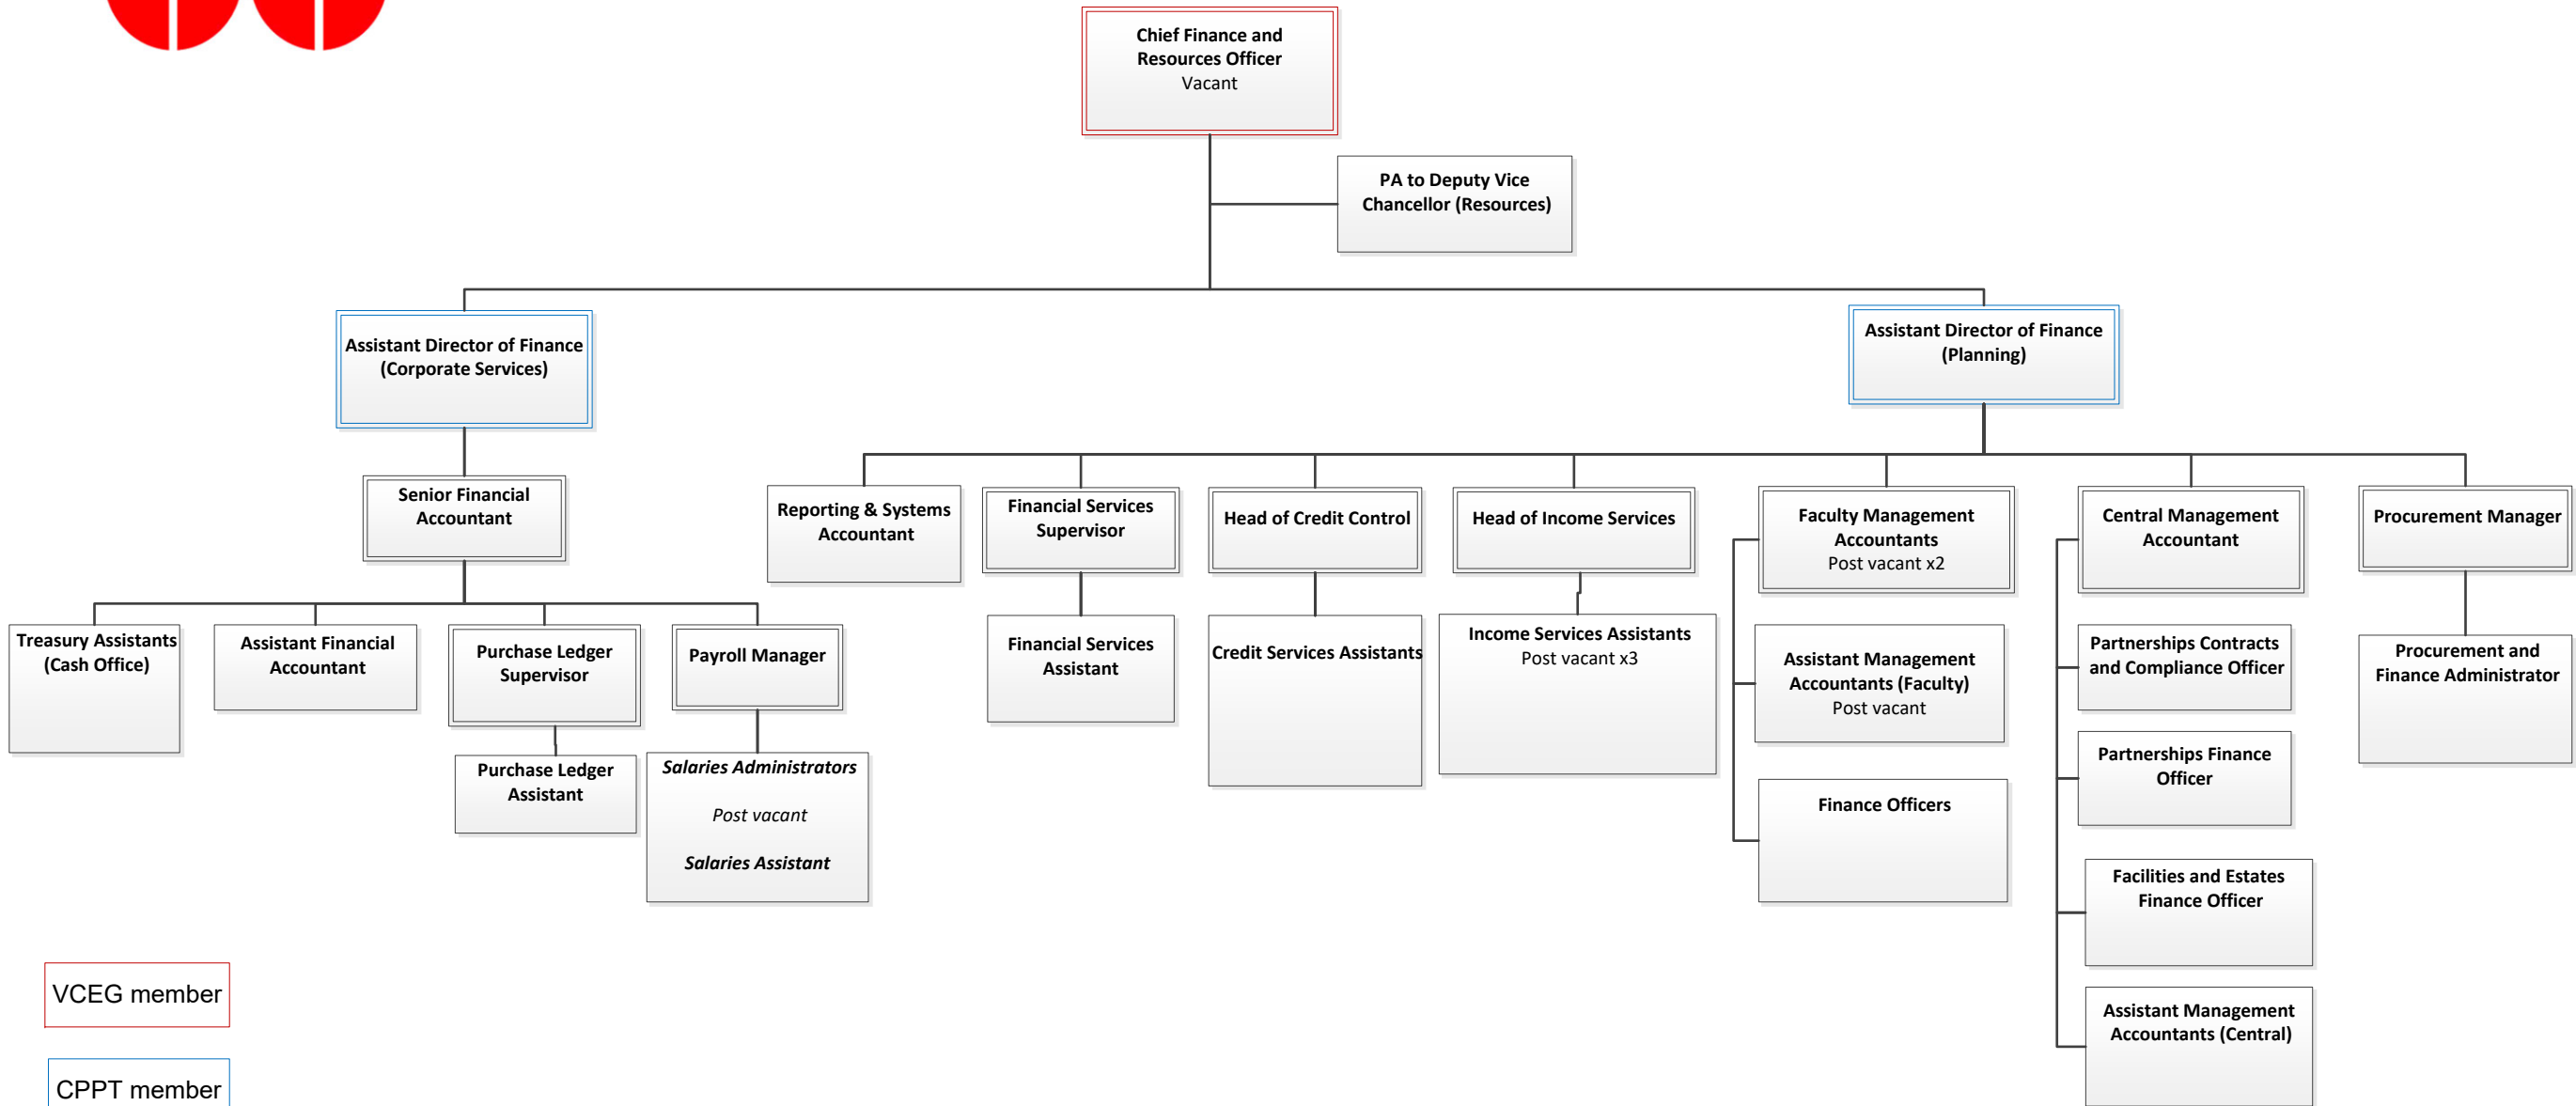 Chief Finance and
Resources Officer
Vacant
PA to Deputy Vice
Chancellor (Resources)
Assistant Director of Finance
(Corporate Services)
Assistant Director of Finance
(Planning)
Senior Financial
Accountant
Reporting & Systems
Accountant
Financial Services
Supervisor
Head of Credit Control
Head of Income Services
Faculty Management
Accountants
Post vacant x2
Central Management
Accountant
Procurement Manager
Treasury Assistants
(Cash Office)
Assistant Financial
Accountant
Purchase Ledger
Supervisor
Payroll Manager
Financial Services
Assistant
Credit Services Assistants
Income Services Assistants
Post vacant x3
Assistant Management
Accountants (Faculty)
Post vacant
Partnerships Contracts
and Compliance Officer
Procurement and
Finance Administrator
Purchase Ledger
Assistant
Salaries Administrators
Post vacant
Salaries Assistant
Finance Officers
Partnerships Finance
Officer
Facilities and Estates
Finance Officer
Assistant Management
Accountants (Central)
VCEG member
CPPT member